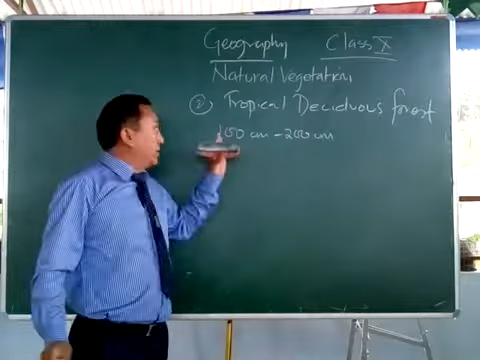 Geography Class X
Natural Vegetation
② Tropical Deciduous forest
100 cm - 200 cm